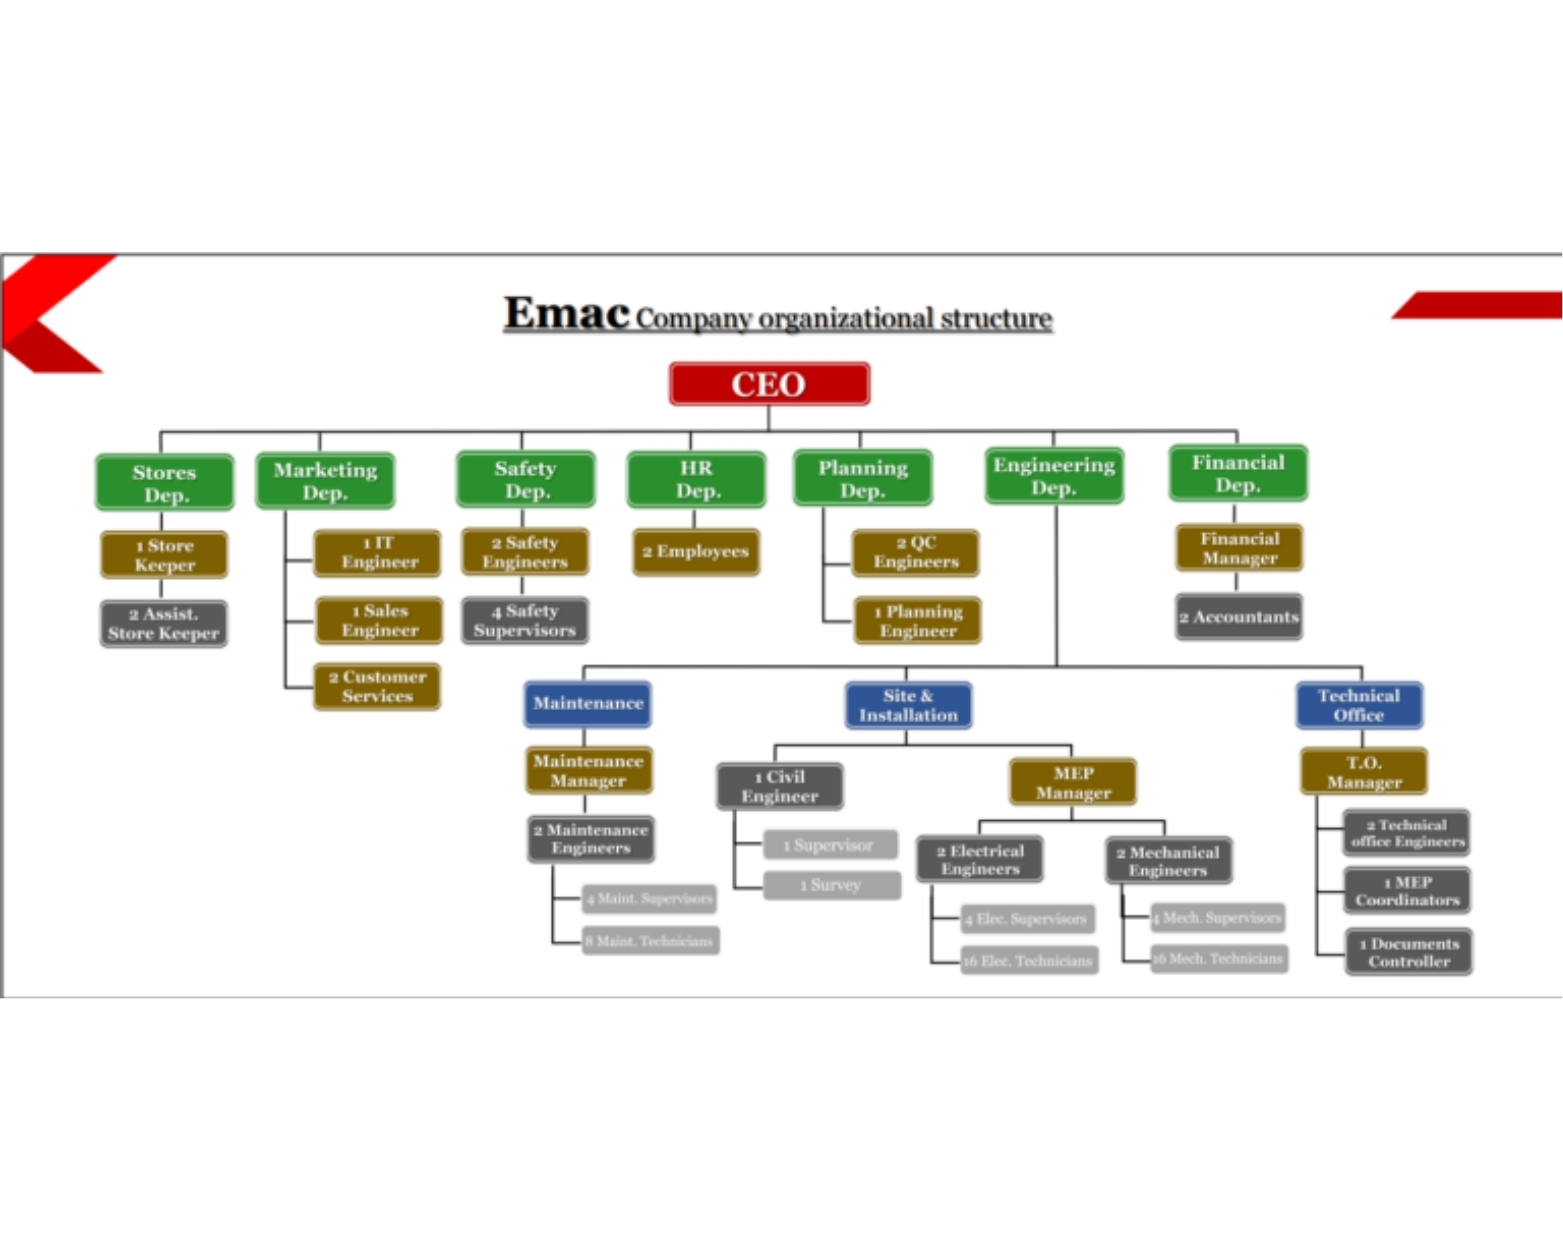 Emac Company organizational structure
CEO
Stores
Dep.
Marketing
Dep.
Safety
Dep.
HR
Dep.
Planning
Dep.
Engineering
Dep.
Financial
Dep.
1 Store
Keeper
2 Assist.
Store Keeper
1 IT
Engineer
1 Sales
Engineer
2 Customer
Services
2 Safety
Engineers
4 Safety
Supervisors
2 Employees
2 QC
Engineers
1 Planning
Engineer
Financial
Manager
2 Accountants
Maintenance
Site &
Installation
Technical
Office
Maintenance
Manager
2 Maintenance
Engineers
4 Maint. Supervisors
8 Maint. Technicians
1 Civil
Engineer
1 Supervisor
1 Survey
MEP
Manager
2 Electrical
Engineers
4 Elec. Supervisors
16 Elec. Technicians
2 Mechanical
Engineers
4 Mech. Supervisors
16 Mech. Technicians
T.O.
Manager
2 Technical
office Engineers
1 MEP
Coordinators
1 Documents
Controller